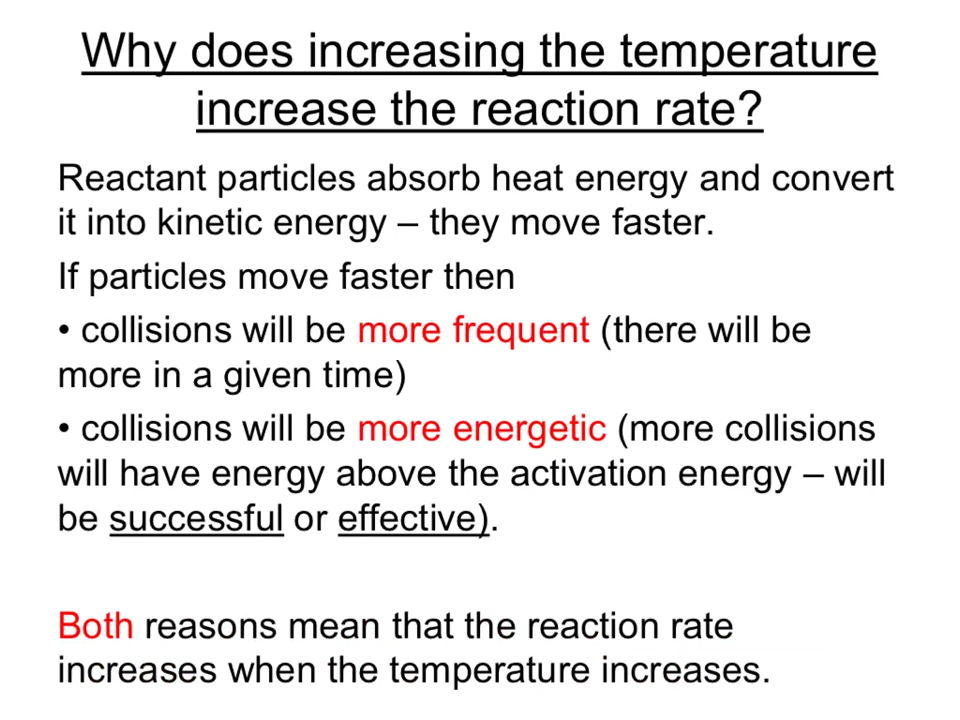 Why does increasing the temperature
increase the reaction rate?
Reactant particles absorb heat energy and convert
it into kinetic energy – they move faster.
If particles move faster then
• collisions will be more frequent (there will be
more in a given time)
• collisions will be more energetic (more collisions
will have energy above the activation energy – will
be successful or effective).
Both reasons mean that the reaction rate
increases when the temperature increases.